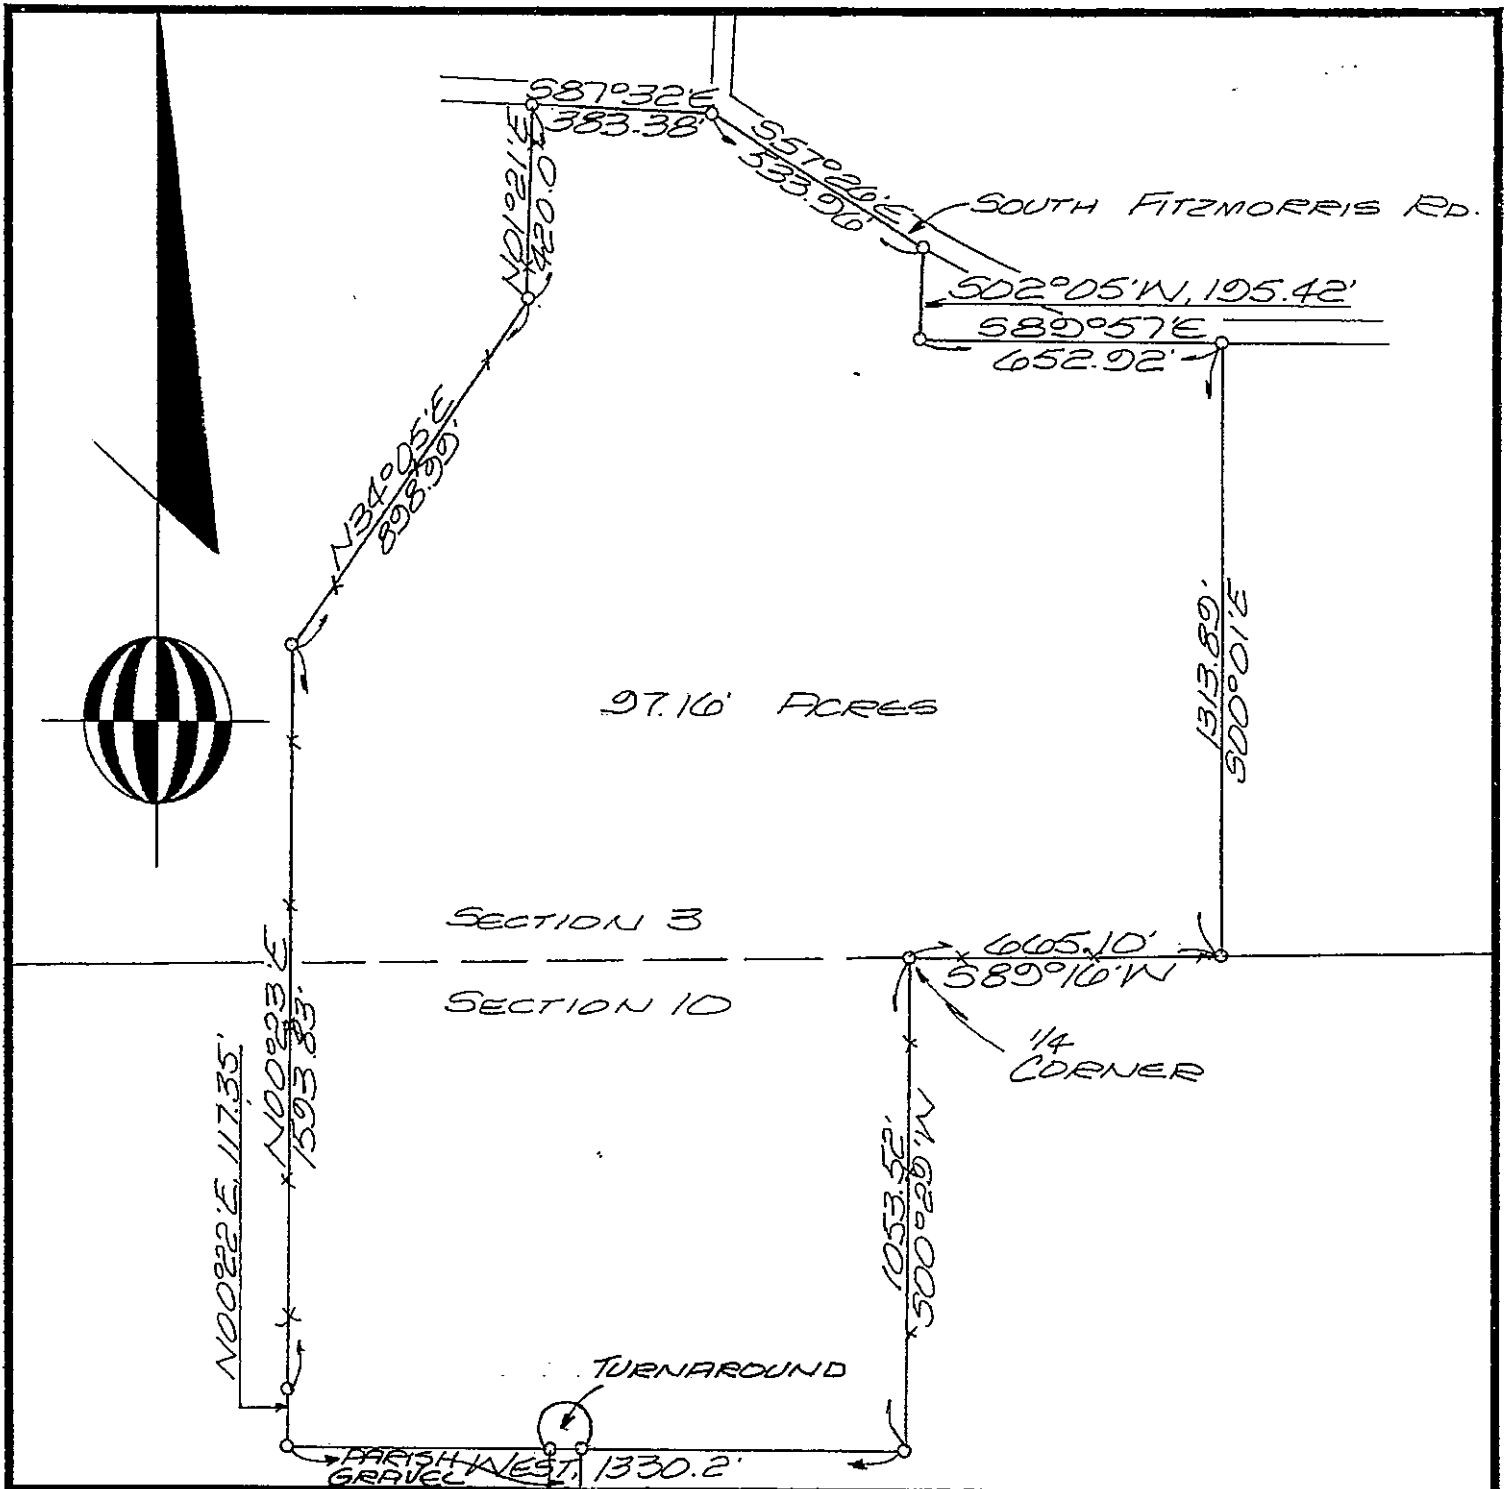 S87°32'E
383.38'
N01°21'E
420.0
S57°26'E
533.96
SOUTH FITZMORRIS RD.
S02°05'W, 195.42'
S89°57'E
652.92'
N34°05'E
898.99'
97.16' ACRES
1313.89'
S00°01'E
SECTION 3
665.10'
S89°16'W
SECTION 10
1/4
CORNER
N00°23'E
1593.83'
N00°22'E, 117.35'
1053.52'
S00°29'W
TURNAROUND
PARISH WEST, 1330.2'
GRAVEL